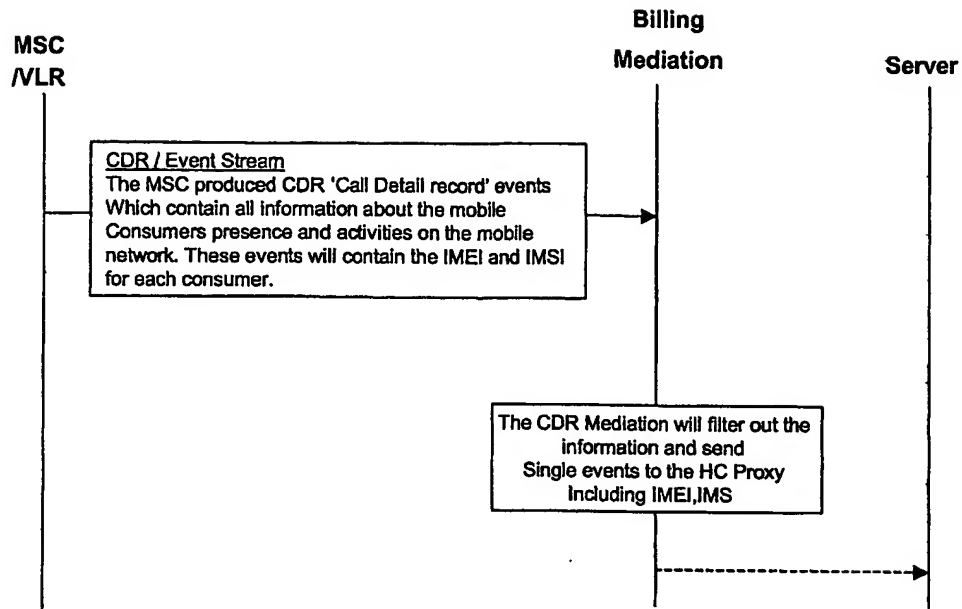 MSC
/VLR
Billing
Mediation
Server
CDR / Event Stream
The MSC produced CDR 'Call Detail record' events
Which contain all information about the mobile
Consumers presence and activities on the mobile
network. These events will contain the IMEI and IMSI
for each consumer.
The CDR Mediation will filter out the
information and send
Single events to the HC Proxy
Including IMEI,IMS